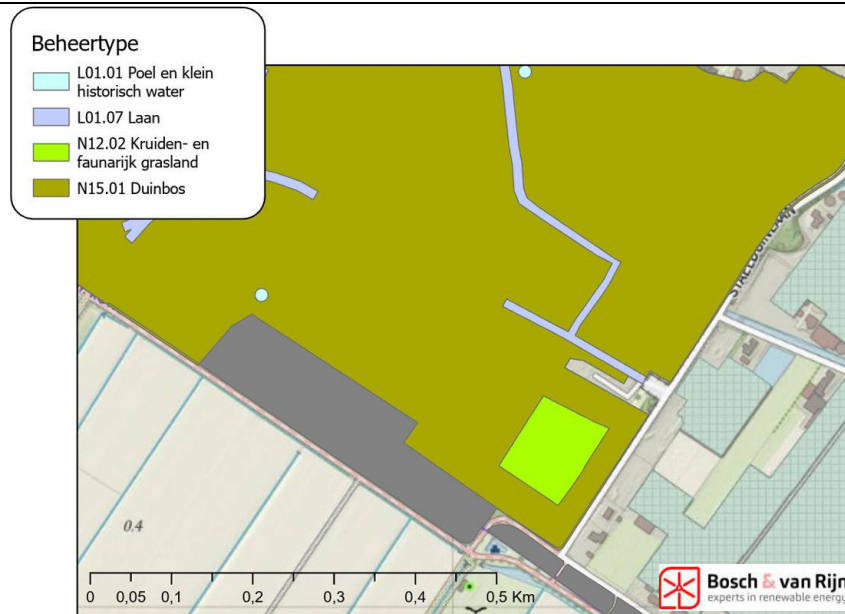 Beheertype
L01.01 Poel en klein
historisch water
L01.07 Laan
N12.02 Kruiden- en
faunarijk grasland
N15.01 Duinbos
STAELDUINLAAN
0.4
0 0,05 0,1 0,2 0,3 0,4 0,5 Km
Bosch & van Rijn
experts in renewable energy